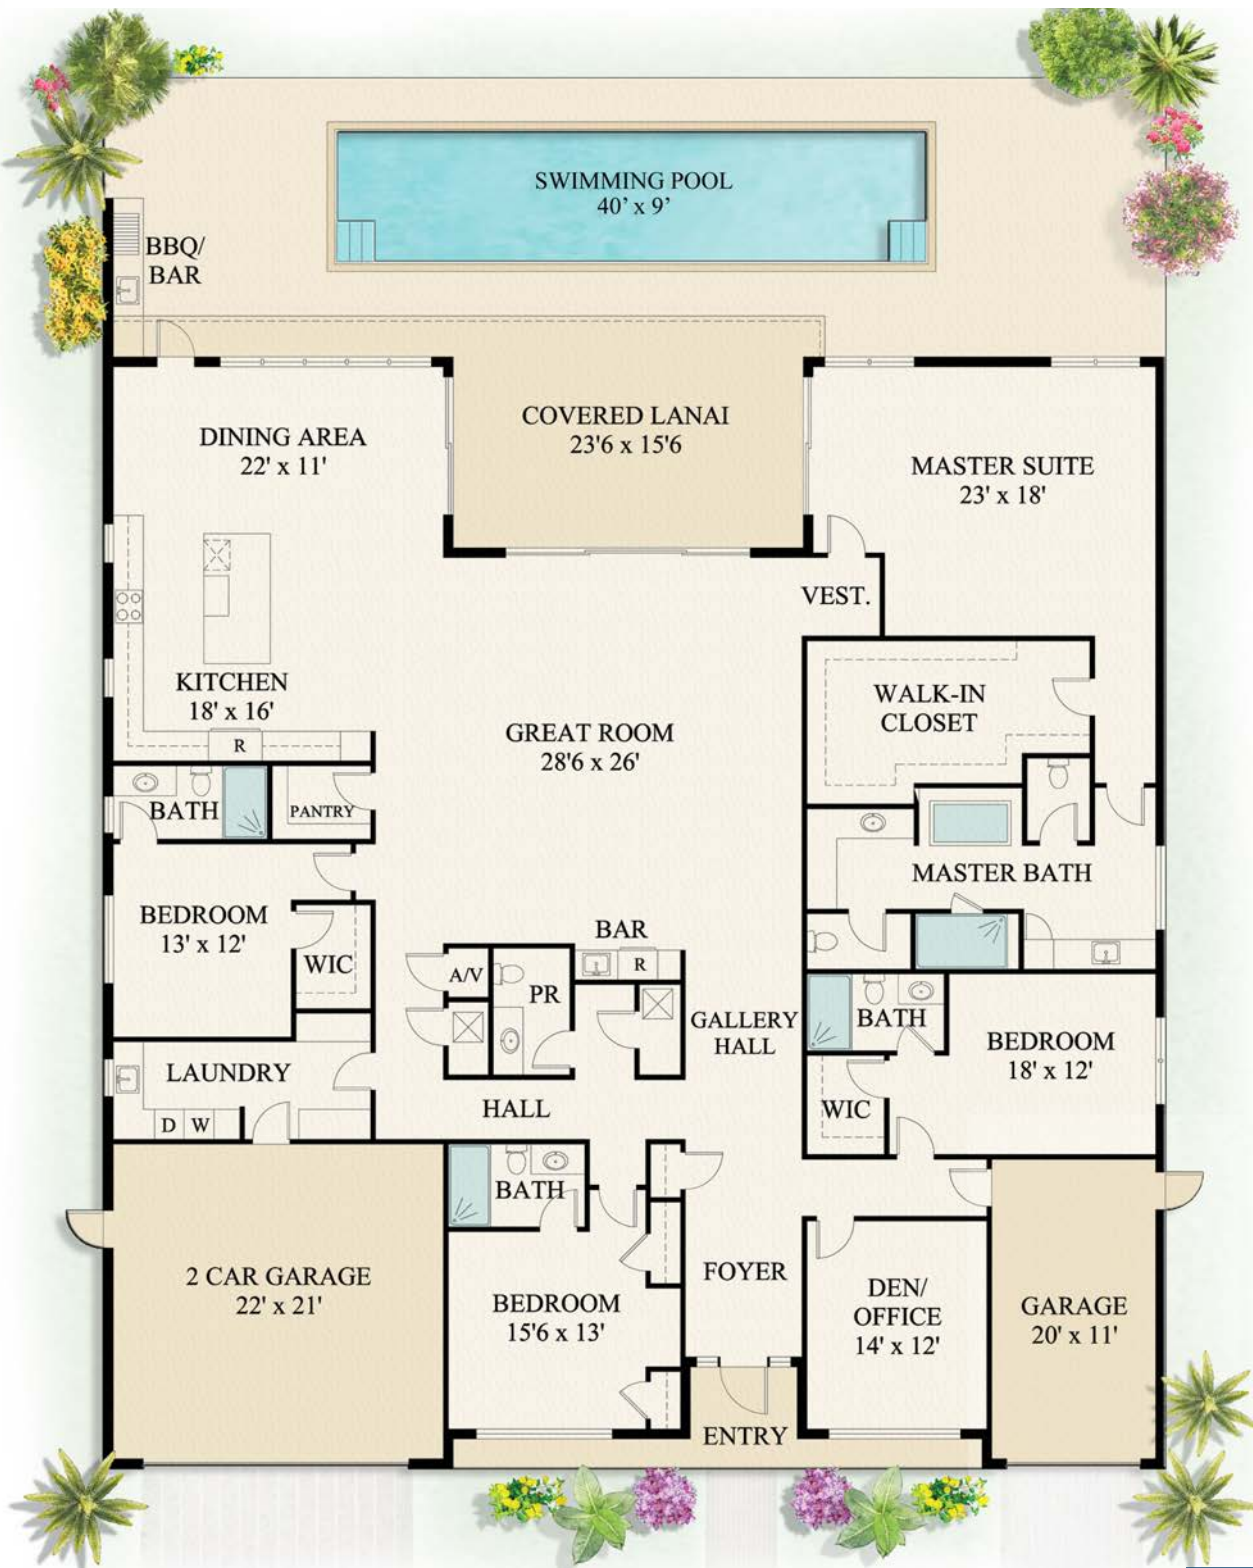 SWIMMING POOL
40' x 9'
BBQ/
BAR
COVERED LANAI
23'6 x 15'6
DINING AREA
22' x 11'
MASTER SUITE
23' x 18'
VEST.
KITCHEN
18' x 16'
R
WALK-IN
CLOSET
GREAT ROOM
28'6 x 26'
BATH
PANTRY
MASTER BATH
BEDROOM
13' x 12'
WIC
BAR
R
A/V
PR
GALLERY
HALL
BATH
BEDROOM
18' x 12'
LAUNDRY
D W
HALL
WIC
BATH
2 CAR GARAGE
22' x 21'
BEDROOM
15'6 x 13'
FOYER
DEN/
OFFICE
14' x 12'
GARAGE
20' x 11'
ENTRY